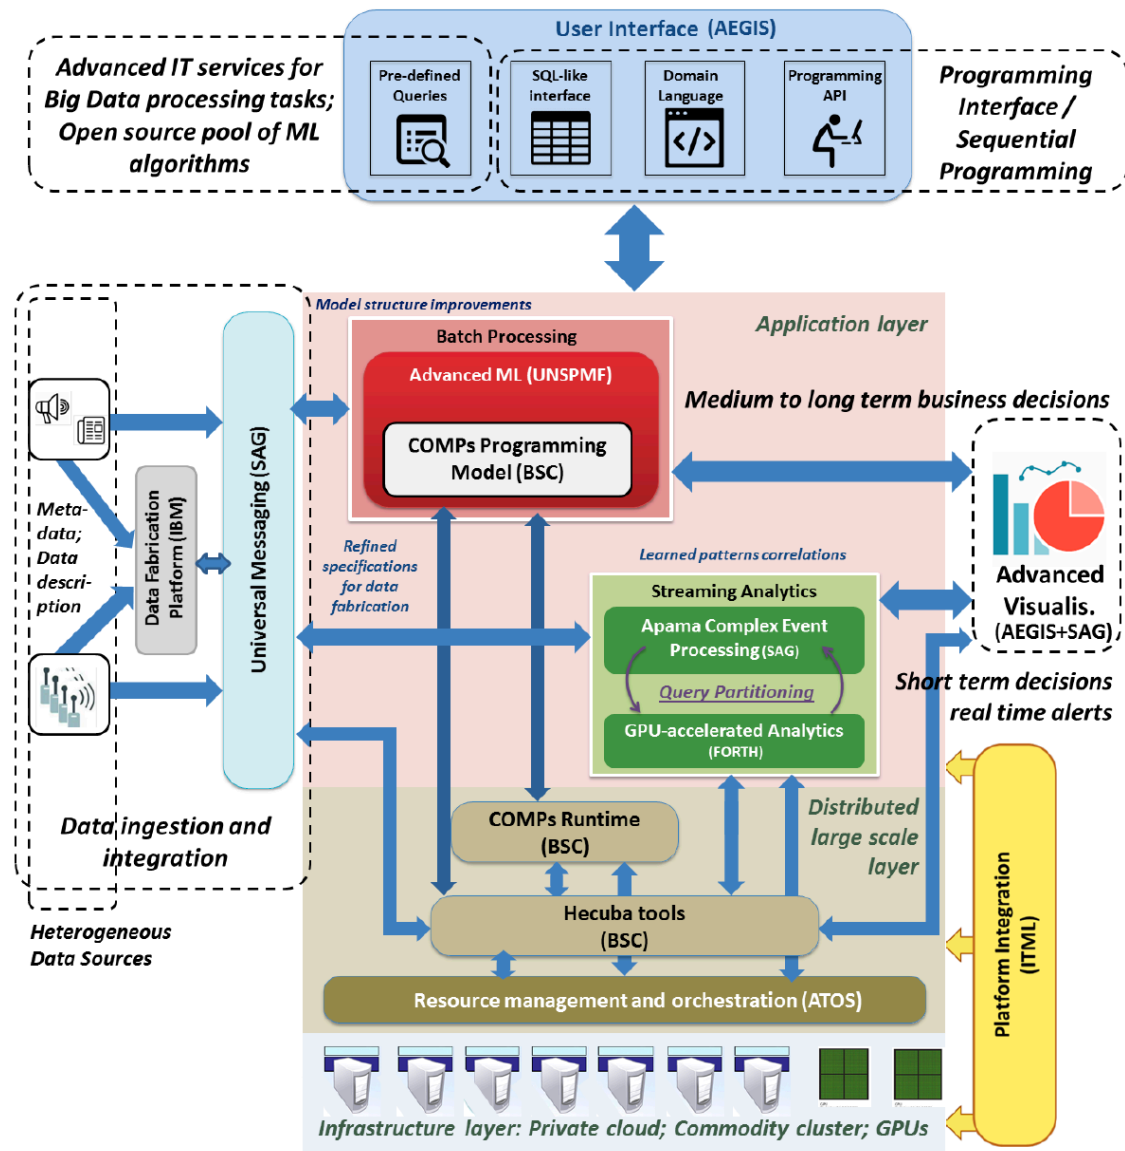 User Interface (AEGIS)
Advanced IT services for
Big Data processing tasks;
Open source pool of ML
algorithms
Pre-defined
Queries
SQL-like
interface
Domain
Language
Programming
API
Programming
Interface /
Sequential
Programming
Model structure improvements
Application layer
Batch Processing
Advanced ML (UNSPMF)
COMPs Programming
Model (BSC)
Medium to long term business decisions
Universal Messaging (SAG)
Data Fabrication
Platform (IBM)
Meta-
data;
Data
descri-
ption
Refined
specifications
for data
fabrication
Learned patterns correlations
Streaming Analytics
Apama Complex Event
Processing (SAG)
Query Partitioning
GPU-accelerated Analytics
(FORTH)
Advanced
Visualis.
(AEGIS+SAG)
Short term decisions
real time alerts
Data ingestion and
integration
Heterogeneous
Data Sources
COMPs Runtime
(BSC)
Distributed
large scale
layer
Hecuba tools
(BSC)
Resource management and orchestration (ATOS)
Platform Integration
(ITML)
Infrastructure layer: Private cloud; Commodity cluster; GPUs